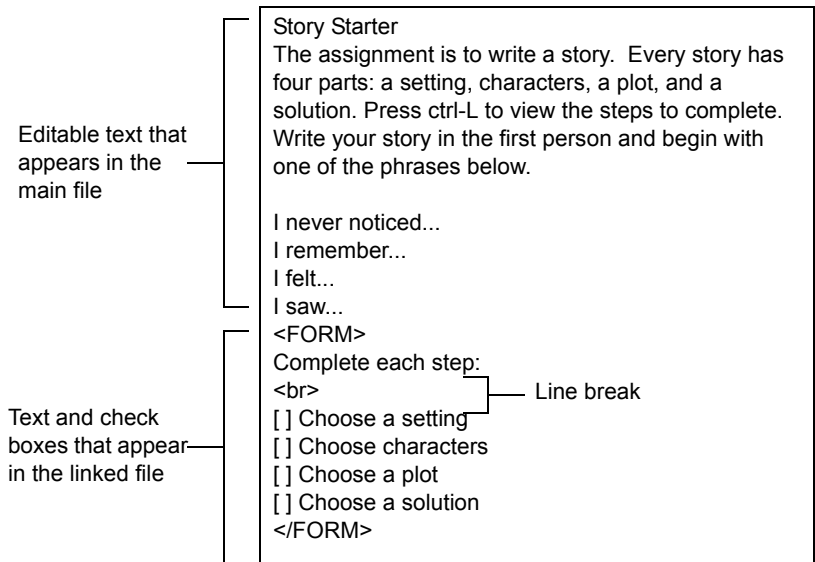 Story Starter
The assignment is to write a story.  Every story has
four parts: a setting, characters, a plot, and a
solution. Press ctrl-L to view the steps to complete.
Write your story in the first person and begin with
one of the phrases below.
I never noticed...
I remember...
I felt...
I saw...
<FORM>
Complete each step:
<br>
[ ] Choose a setting
[ ] Choose characters
[ ] Choose a plot
[ ] Choose a solution
</FORM>
Editable text that
appears in the
main file
Text and check
boxes that appear
in the linked file
Line break